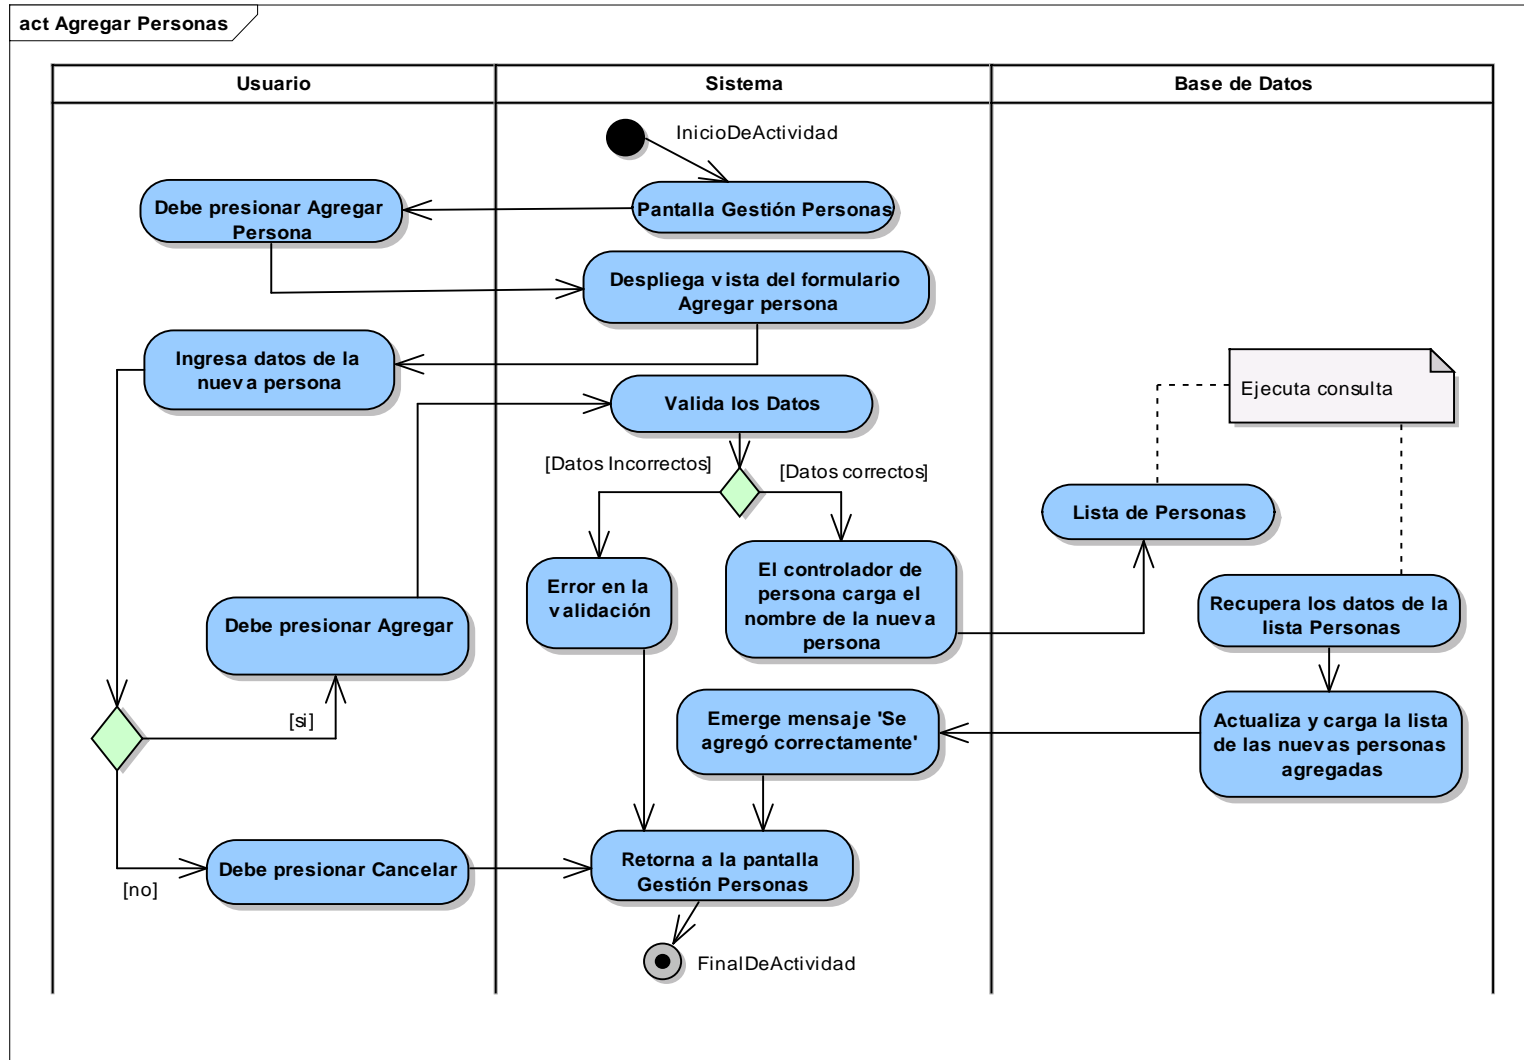 act Agregar Personas
Usuario
Sistema
Base de Datos
InicioDeActividad
Debe presionar Agregar
Persona
Pantalla Gestión Personas
Despliega vista del formulario
Agregar persona
Ingresa datos de la
nueva persona
Valida los Datos
Ejecuta consulta
[Datos Incorrectos]
[Datos correctos]
Lista de Personas
Error en la
validación
El controlador de
persona carga el
nombre de la nueva
persona
Debe presionar Agregar
Recupera los datos de la
lista Personas
[si]
Emerge mensaje 'Se
agregó correctamente'
Actualiza y carga la lista
de las nuevas personas
agregadas
[no]
Debe presionar Cancelar
Retorna a la pantalla
Gestión Personas
FinalDeActividad